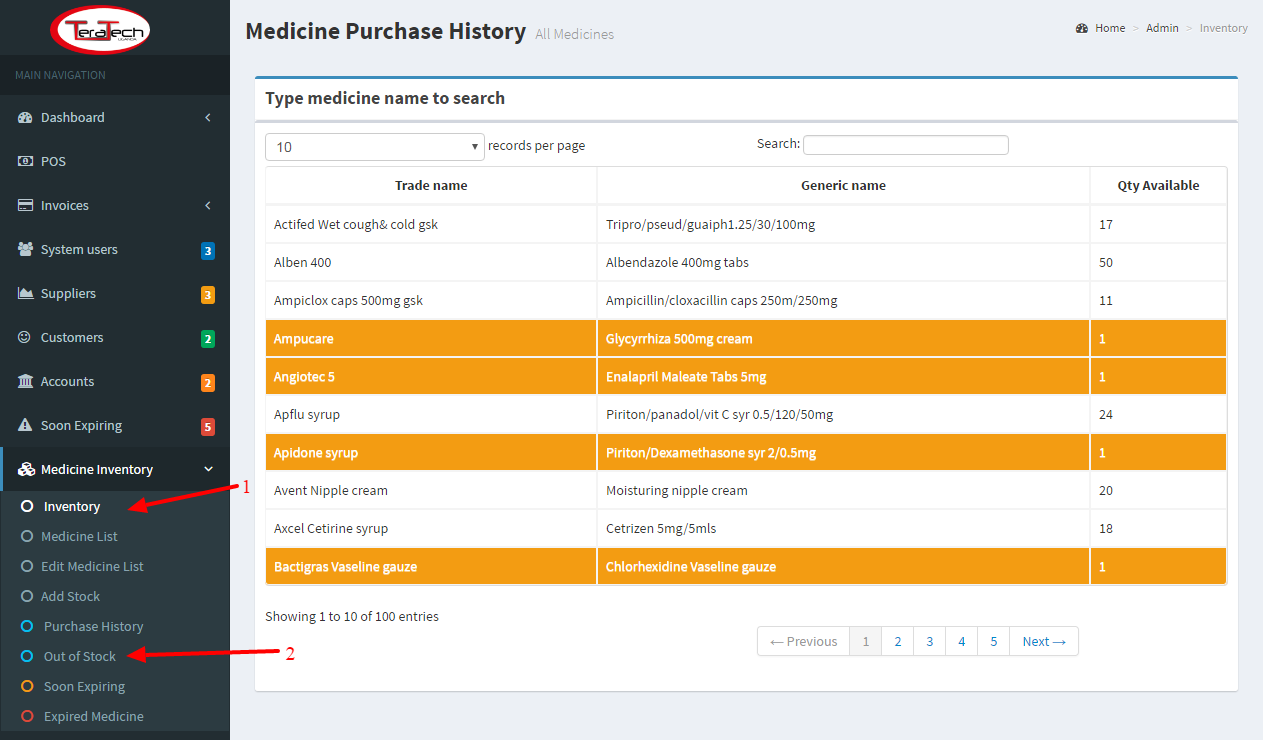 TeraTech
UGANDA
MAIN NAVIGATION
Dashboard
POS
Invoices
System users 3
Suppliers 3
Customers 2
Accounts 2
Soon Expiring 5
Medicine Inventory
Inventory
1
Medicine List
Edit Medicine List
Add Stock
Purchase History
Out of Stock
2
Soon Expiring
Expired Medicine
Medicine Purchase History All Medicines
Home > Admin > Inventory
Type medicine name to search
10 records per page
Search:
Trade name Generic name Qty Available
Actifed Wet cough& cold gsk Tripro/pseud/guaiph1.25/30/100mg 17
Alben 400 Albendazole 400mg tabs 50
Ampiclox caps 500mg gsk Ampicillin/cloxacillin caps 250m/250mg 11
Ampucare Glycyrrhiza 500mg cream 1
Angiotec 5 Enalapril Maleate Tabs 5mg 1
Apflu syrup Piriton/panadol/vit C syr 0.5/120/50mg 24
Apidone syrup Piriton/Dexamethasone syr 2/0.5mg 1
Avent Nipple cream Moisturing nipple cream 20
Axcel Cetirine syrup Cetrizen 5mg/5mls 18
Bactigras Vaseline gauze Chlorhexidine Vaseline gauze 1
Showing 1 to 10 of 100 entries
← Previous 1 2 3 4 5 Next →